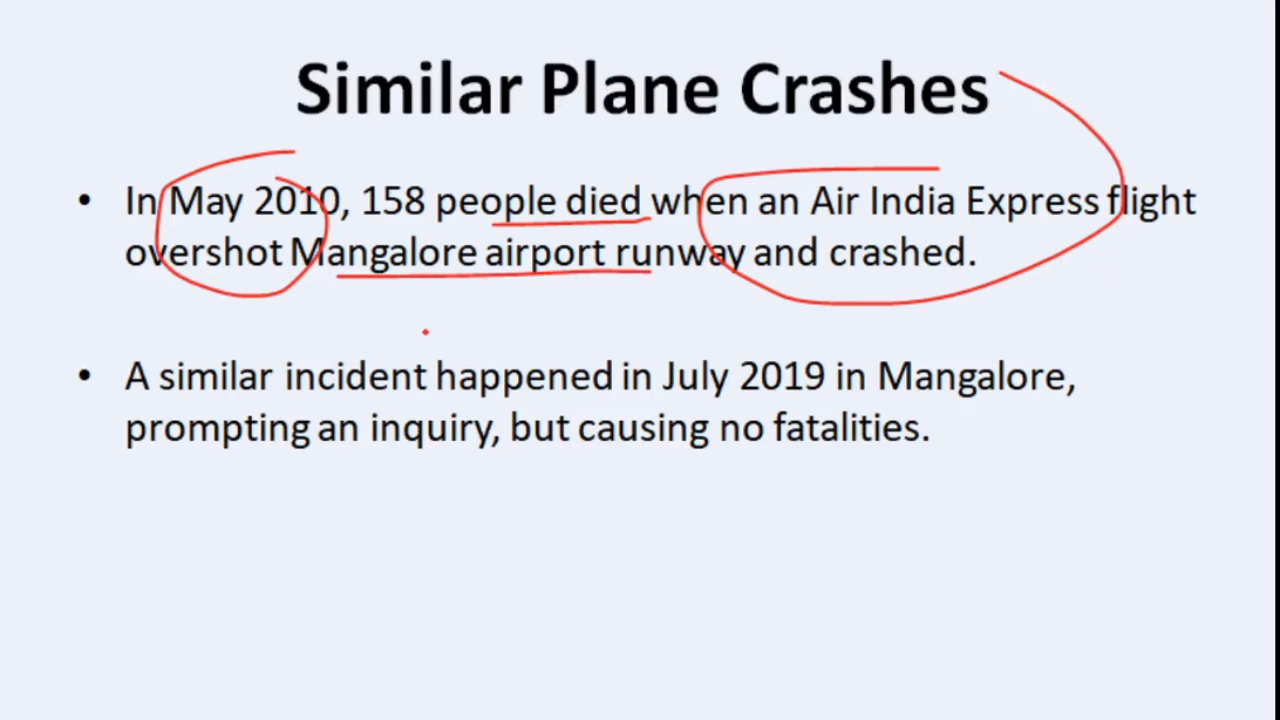 Similar Plane Crashes
• In May 2010, 158 people died when an Air India Express flight
overshot Mangalore airport runway and crashed.
• A similar incident happened in July 2019 in Mangalore,
prompting an inquiry, but causing no fatalities.